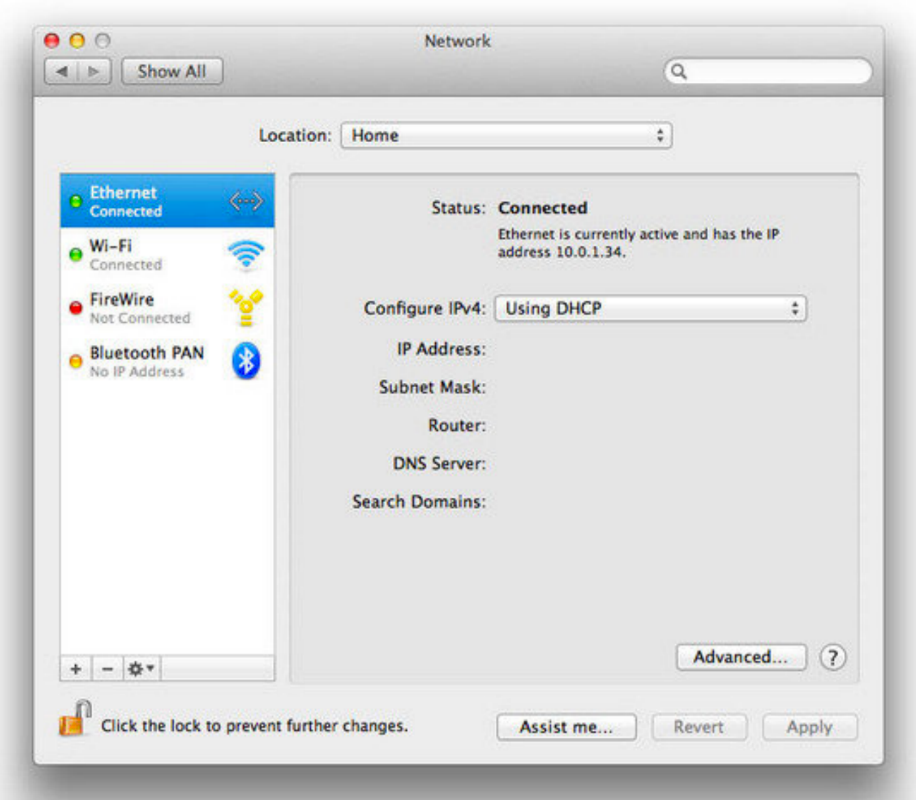 Network
Show All
Location: Home
Ethernet
Connected
Wi-Fi
Connected
FireWire
Not Connected
Bluetooth PAN
No IP Address
Status: Connected
Ethernet is currently active and has the IP
address 10.0.1.34.
Configure IPv4: Using DHCP
IP Address:
Subnet Mask:
Router:
DNS Server:
Search Domains:
Advanced... ?
+ −
Click the lock to prevent further changes.
Assist me... Revert Apply